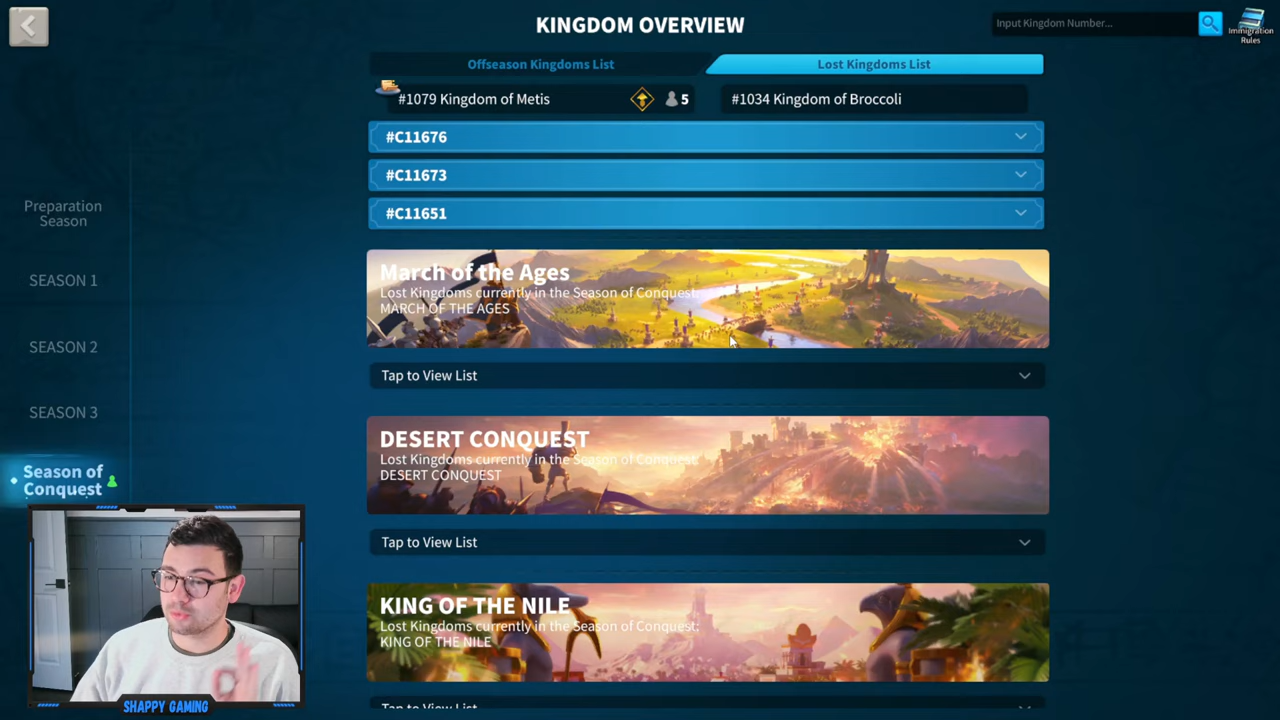 KINGDOM OVERVIEW
Input Kingdom Number...
Immigration
Rules
Offseason Kingdoms List
Lost Kingdoms List
#1079 Kingdom of Metis
5
#1034 Kingdom of Broccoli
#C11676
#C11673
#C11651
Preparation
Season
SEASON 1
SEASON 2
SEASON 3
Season of
Conquest
March of the Ages
Lost Kingdoms currently in the Season of Conquest:
MARCH OF THE AGES
Tap to View List
DESERT CONQUEST
Lost Kingdoms currently in the Season of Conquest:
DESERT CONQUEST
Tap to View List
KING OF THE NILE
Lost Kingdoms currently in the Season of Conquest:
KING OF THE NILE
Tap to View List
SHAPPY GAMING